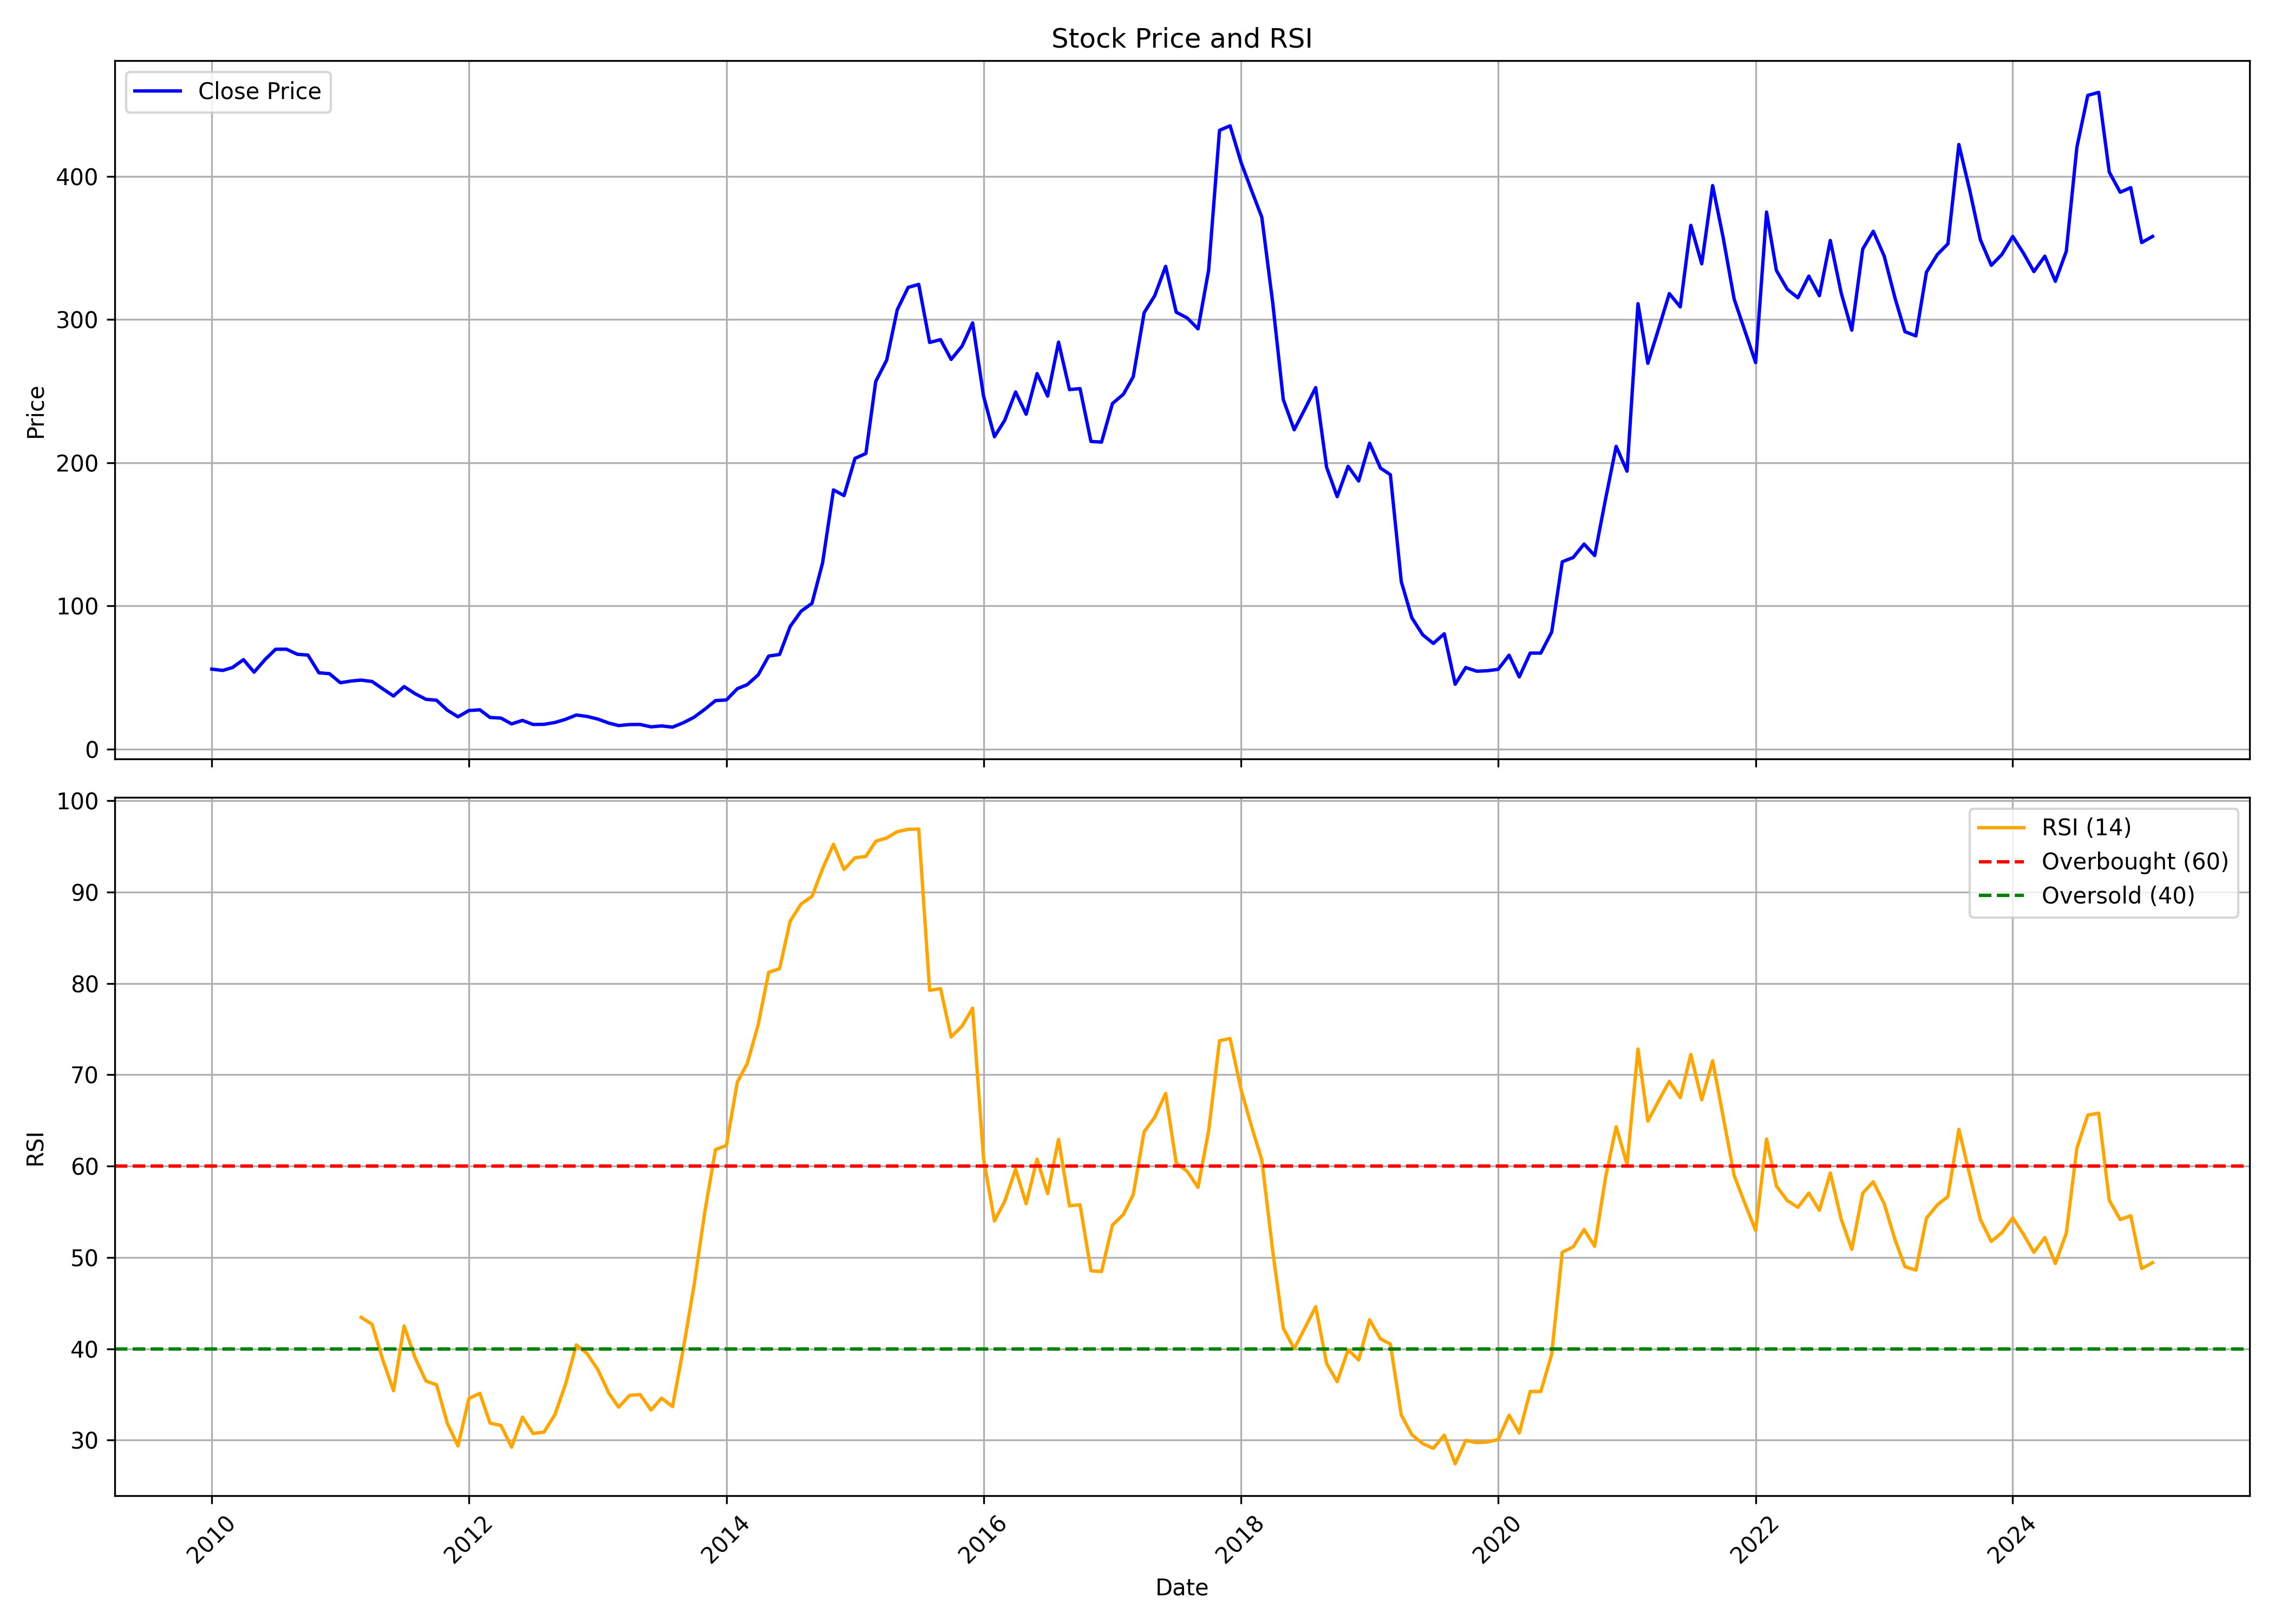 Stock Price and RSI
Close Price
Price
400
300
200
100
0
RSI (14)
Overbought (60)
Oversold (40)
RSI
100
90
80
70
60
50
40
30
2010
2012
2014
2016
2018
2020
2022
2024
Date